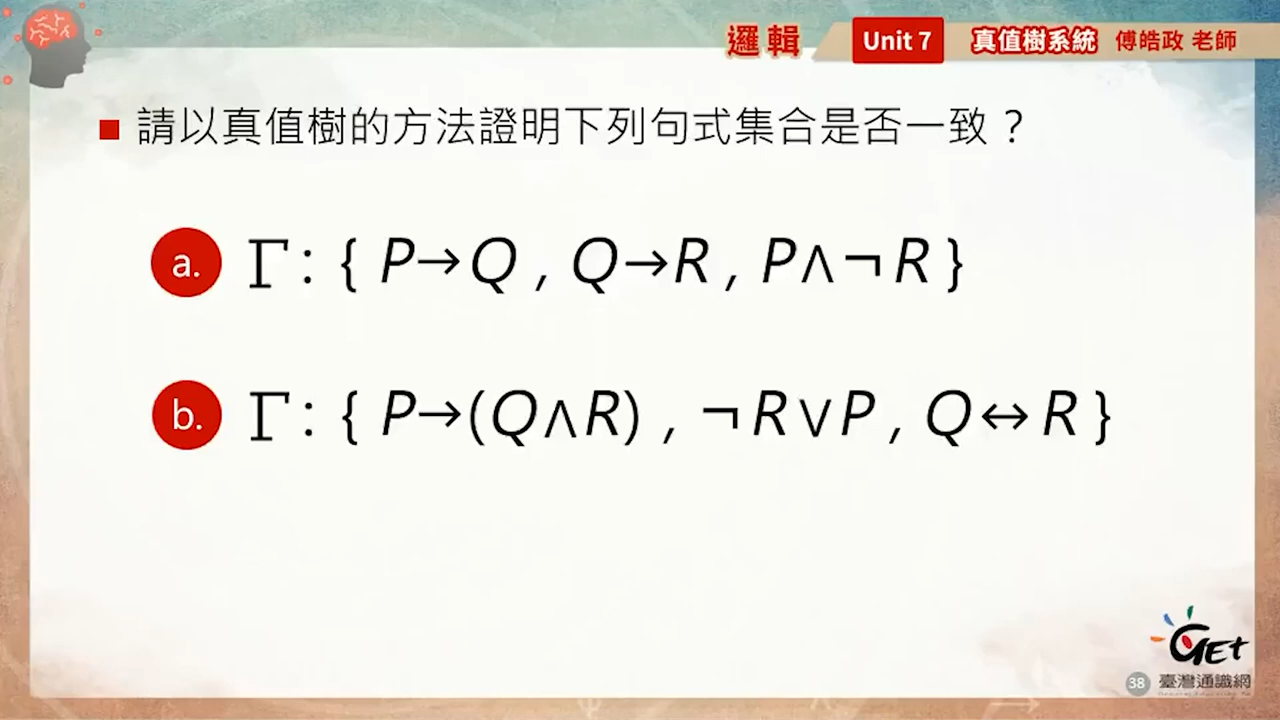 邏輯 Unit 7 真值樹系統 傅皓政 老師
■ 請以真值樹的方法證明下列句式集合是否一致？
a. Γ: { P→Q , Q→R , P∧¬R }
b. Γ: { P→(Q∧R) , ¬R∨P , Q↔R }
GEt
38 臺灣通識網